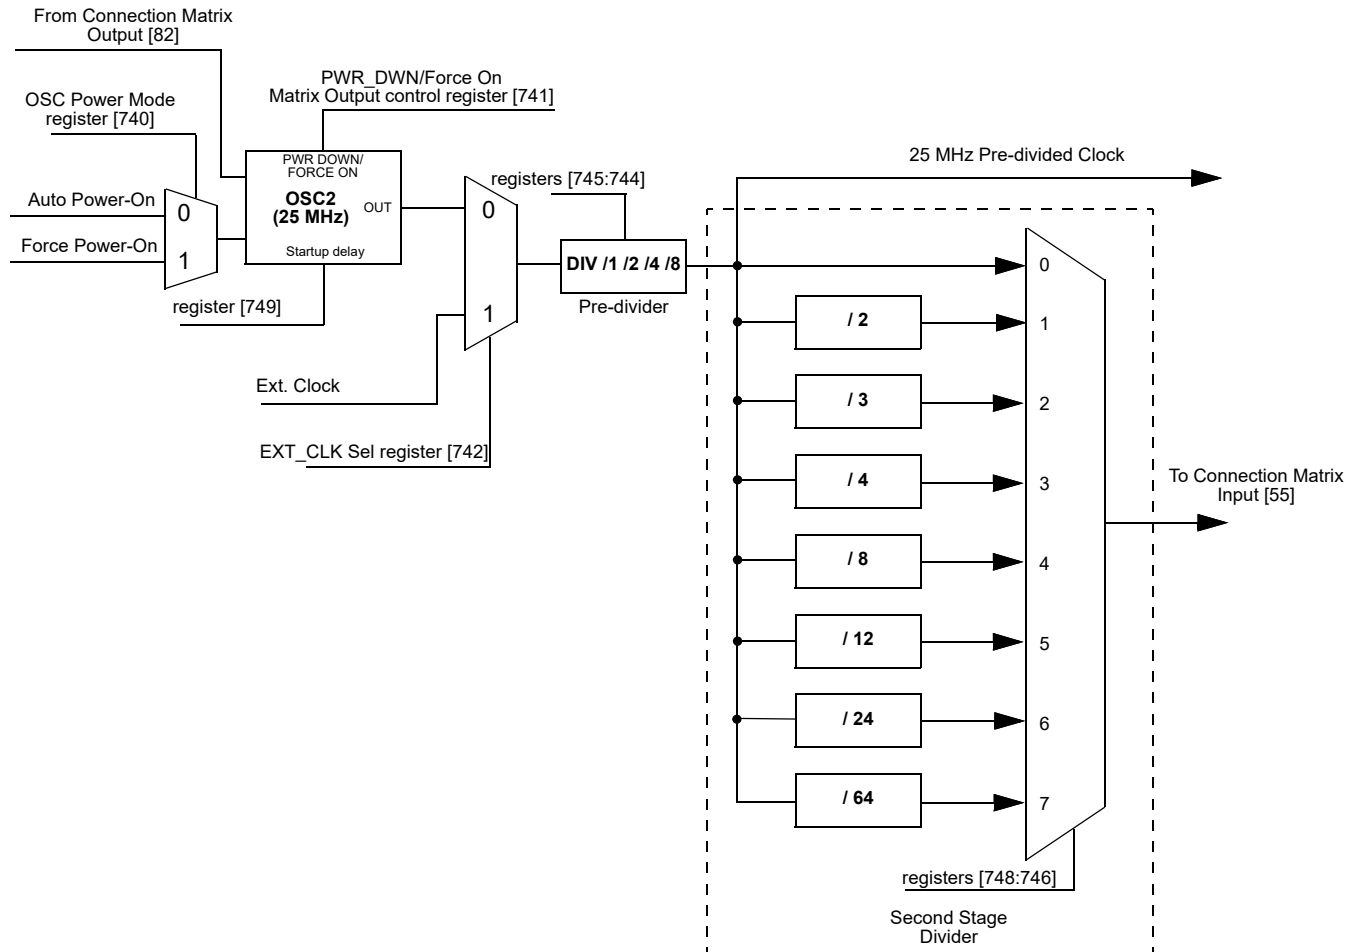 From Connection Matrix
Output [82]
PWR_DWN/Force On
Matrix Output control register [741]
OSC Power Mode
register [740]
PWR DOWN/
FORCE ON
OSC2
(25 MHz)
OUT
Startup delay
Auto Power-On
0
Force Power-On
1
register [749]
0
1
Ext. Clock
EXT_CLK Sel register [742]
registers [745:744]
DIV /1 /2 /4 /8
Pre-divider
25 MHz Pre-divided Clock
0
/ 2
1
/ 3
2
/ 4
3
/ 8
4
/ 12
5
/ 24
6
/ 64
7
To Connection Matrix
Input [55]
registers [748:746]
Second Stage
Divider